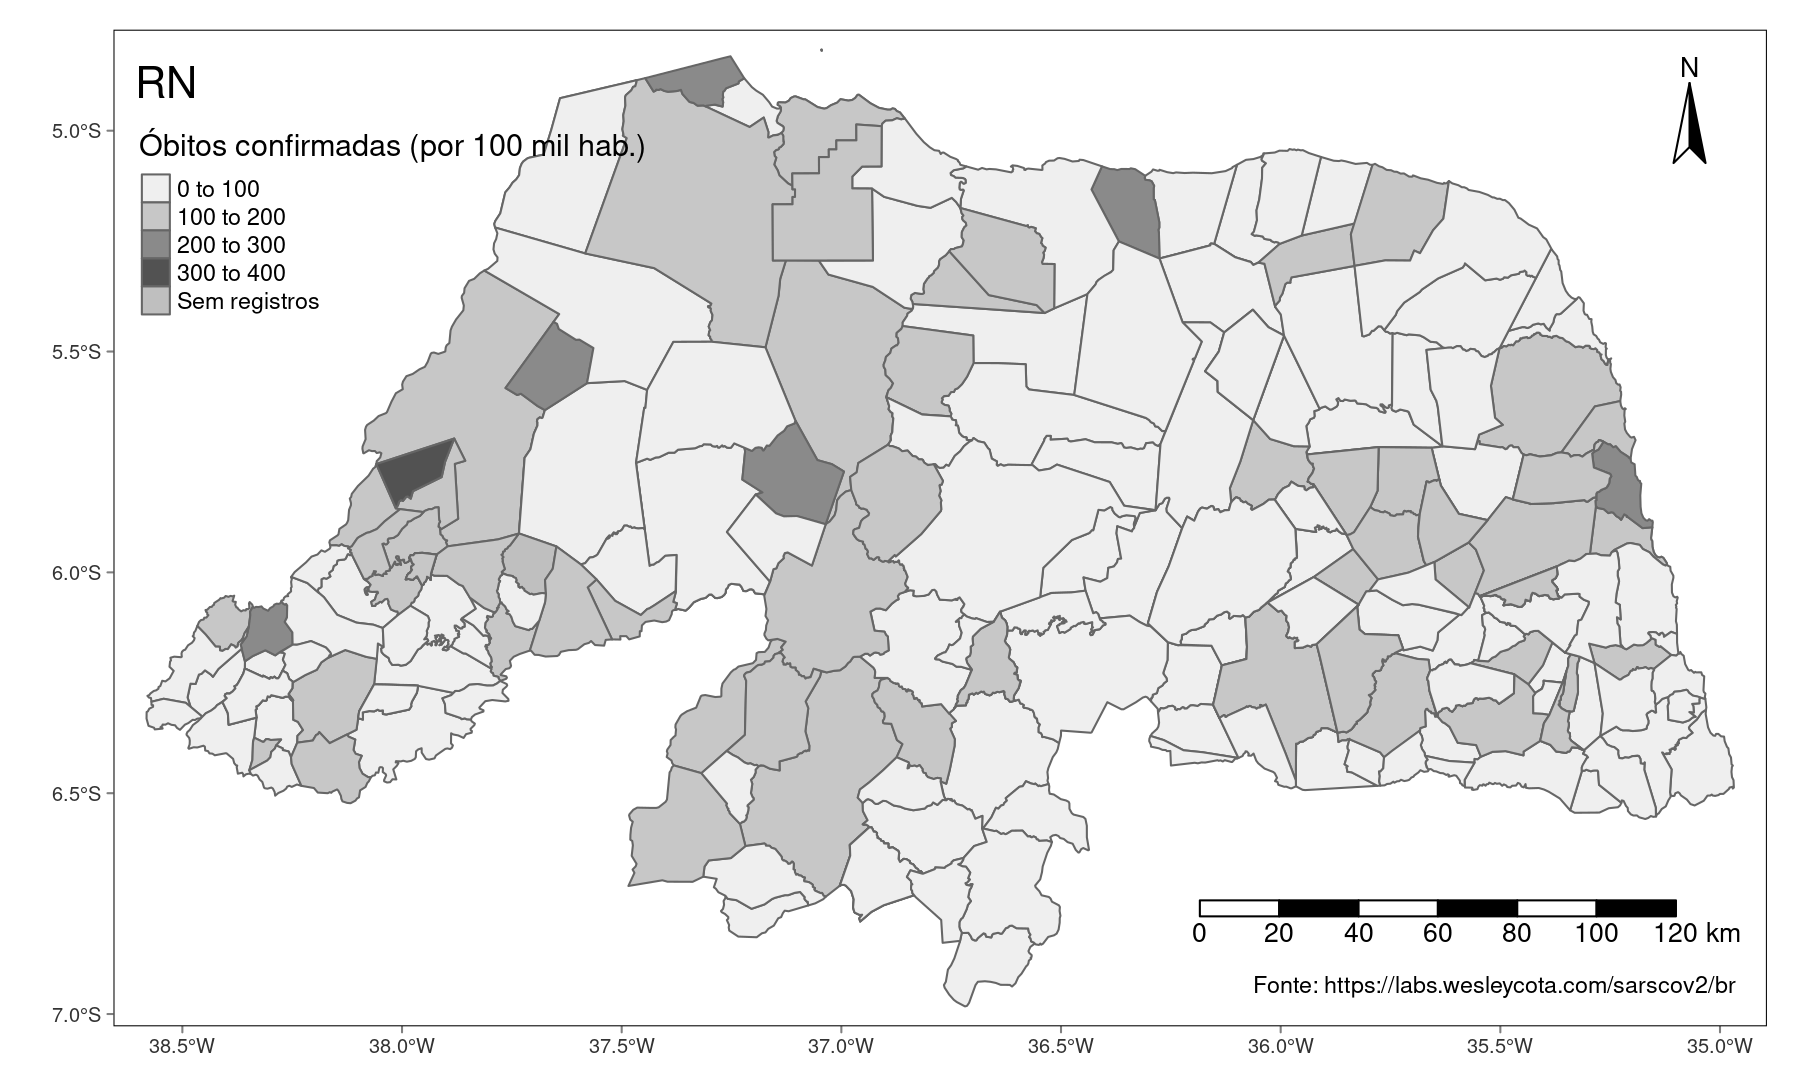 RN
N
Óbitos confirmadas (por 100 mil hab.)
0 to 100
100 to 200
200 to 300
300 to 400
Sem registros
5.0°S
5.5°S
6.0°S
6.5°S
7.0°S
0 20 40 60 80 100 120 km
Fonte: https://labs.wesleycota.com/sarscov2/br
38.5°W 38.0°W 37.5°W 37.0°W 36.5°W 36.0°W 35.5°W 35.0°W